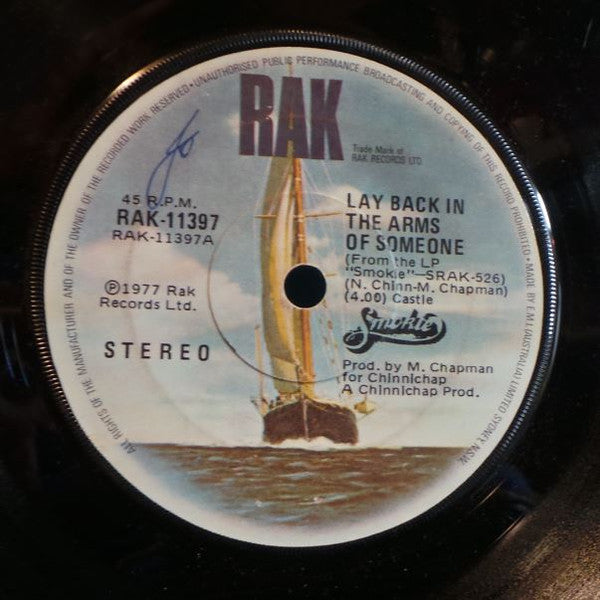 ALL RIGHTS OF THE MANUFACTURER AND OF THE OWNER OF THE RECORDED WORK RESERVED • UNAUTHORISED PUBLIC PERFORMANCE BROADCASTING AND COPYING OF THIS RECORD PROHIBITED • MADE BY E.M.I. (AUSTRALIA) LIMITED SYDNEY. N.S.W.
RAK
Trade Mark of
RAK RECORDS LTD
45 R.P.M.
RAK-11397
RAK-11397A
LAY BACK IN
THE ARMS
OF SOMEONE
(From the LP
"Smokie"—SRAK-526)
(N. Chinn-M. Chapman)
(4.00) Castle
℗1977 Rak
Records Ltd.
Smokie
STEREO
Prod. by M. Chapman
for Chinnichap
A Chinnichap Prod.